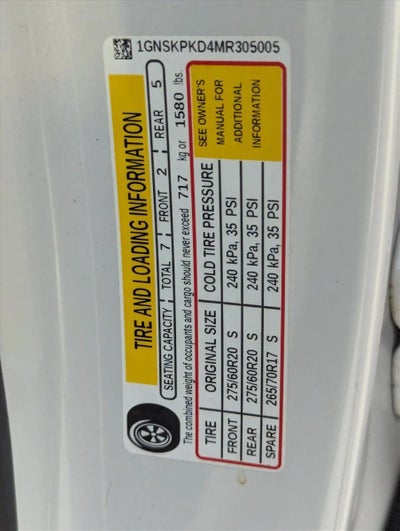 1GNSKPKD4MR305005
TIRE AND LOADING INFORMATION
SEATING CAPACITY TOTAL 7 FRONT 2 REAR 5
The combined weight of occupants and cargo should never exceed 717 kg or 1580 lbs.
TIRE ORIGINAL SIZE COLD TIRE PRESSURE SEE OWNER'S
MANUAL FOR
FRONT 275/60R20 S 240 kPa, 35 PSI ADDITIONAL
REAR 275/60R20 S 240 kPa, 35 PSI INFORMATION
SPARE 265/70R17 S 240 kPa, 35 PSI